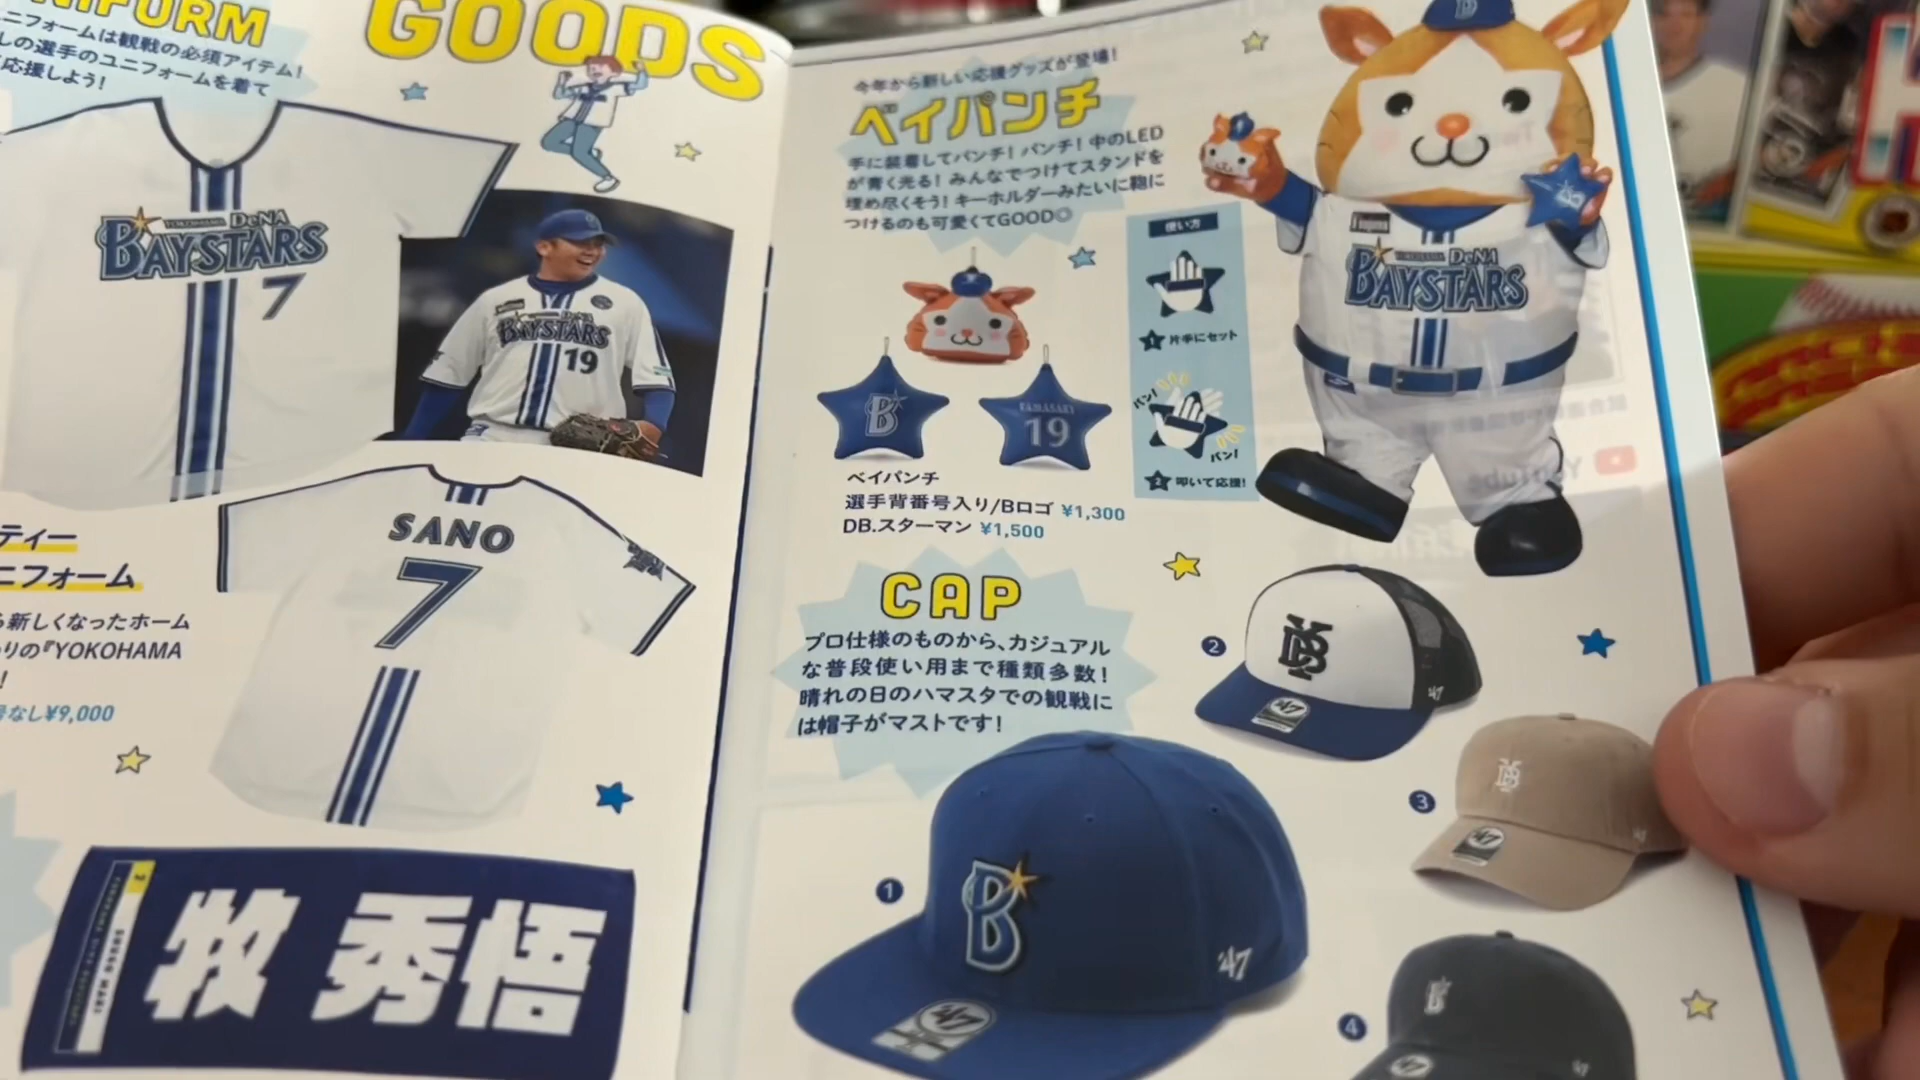 NIFORM
GOODS
ニフォームは観戦の必須アイテム!
しの選手のユニフォームを着て
応援しよう!
YOKOHAMA DeNA
BAYSTARS
7
BAYSTARS
19
SANO
7
ティー
ニフォーム
新しくなったホーム
りの『YOKOHAMA
!
号なし¥9,000
牧 秀悟
今年から新しい応援グッズが登場!
ベイパンチ
手に装着してパンチ!パンチ!中のLED
が青く光る!みんなでつけてスタンドを
埋め尽くそう!キーホルダーみたいに鞄に
つけるのも可愛くてGOOD◎
使い方
1 片手にセット
パン!
パン!
2 叩いて応援!
B
YAMASAKI
19
ベイパンチ
選手背番号入り/Bロゴ ¥1,300
DB.スターマン ¥1,500
DeNA
BAYSTARS
CAP
プロ仕様のものから、カジュアル
な普段使い用まで種類多数!
晴れの日のハマスタでの観戦に
は帽子がマストです!
1
B
'47
'47
2
'47
'47
3
'47
4
'47